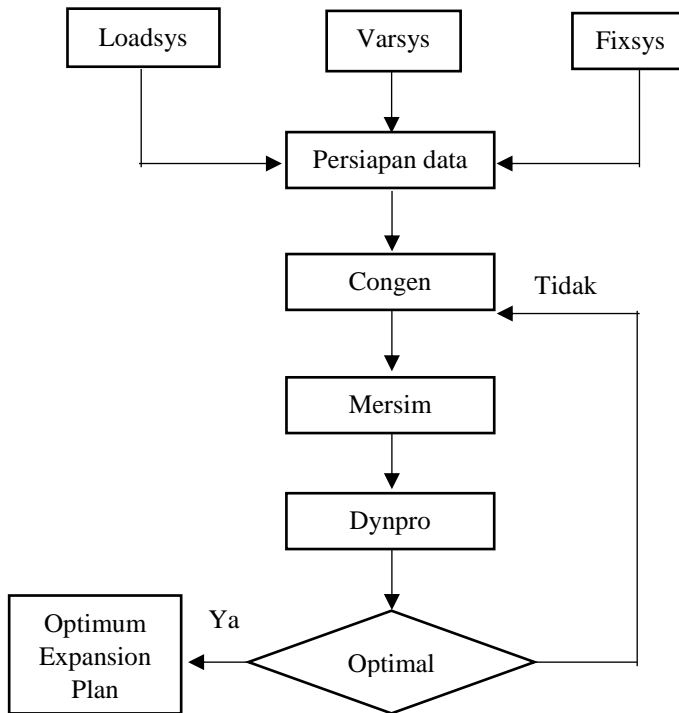 Loadsys
Varsys
Fixsys
Persiapan data
Congen
Tidak
Mersim
Dynpro
Ya
Optimum
Expansion
Plan
Optimal